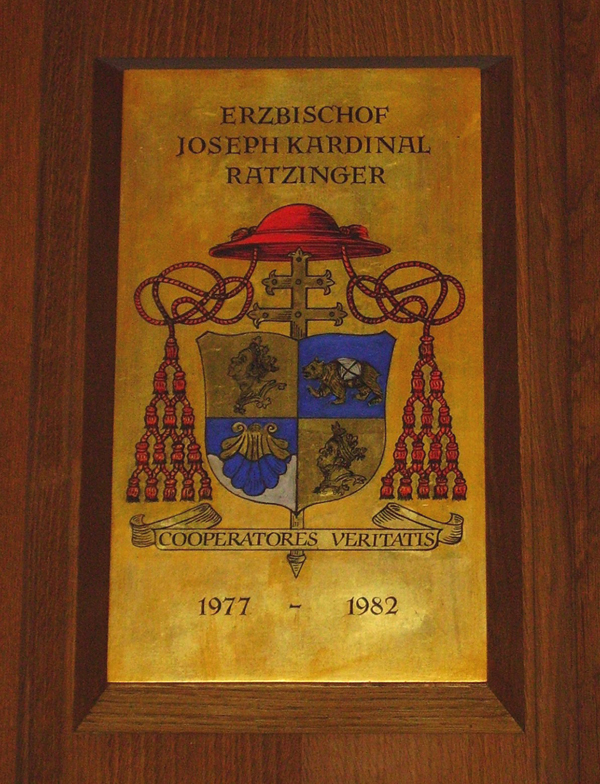 ERZBISCHOF
JOSEPH KARDINAL
RATZINGER
COOPERATORES VERITATIS
1977 - 1982